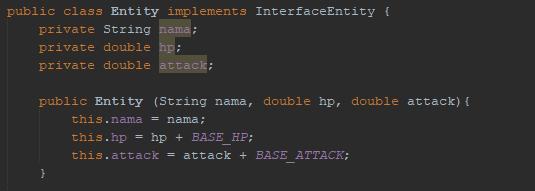 public class Entity implements InterfaceEntity {
    private String nama;
    private double hp;
    private double attack;

    public Entity (String nama, double hp, double attack){
        this.nama = nama;
        this.hp = hp + BASE_HP;
        this.attack = attack + BASE_ATTACK;
    }